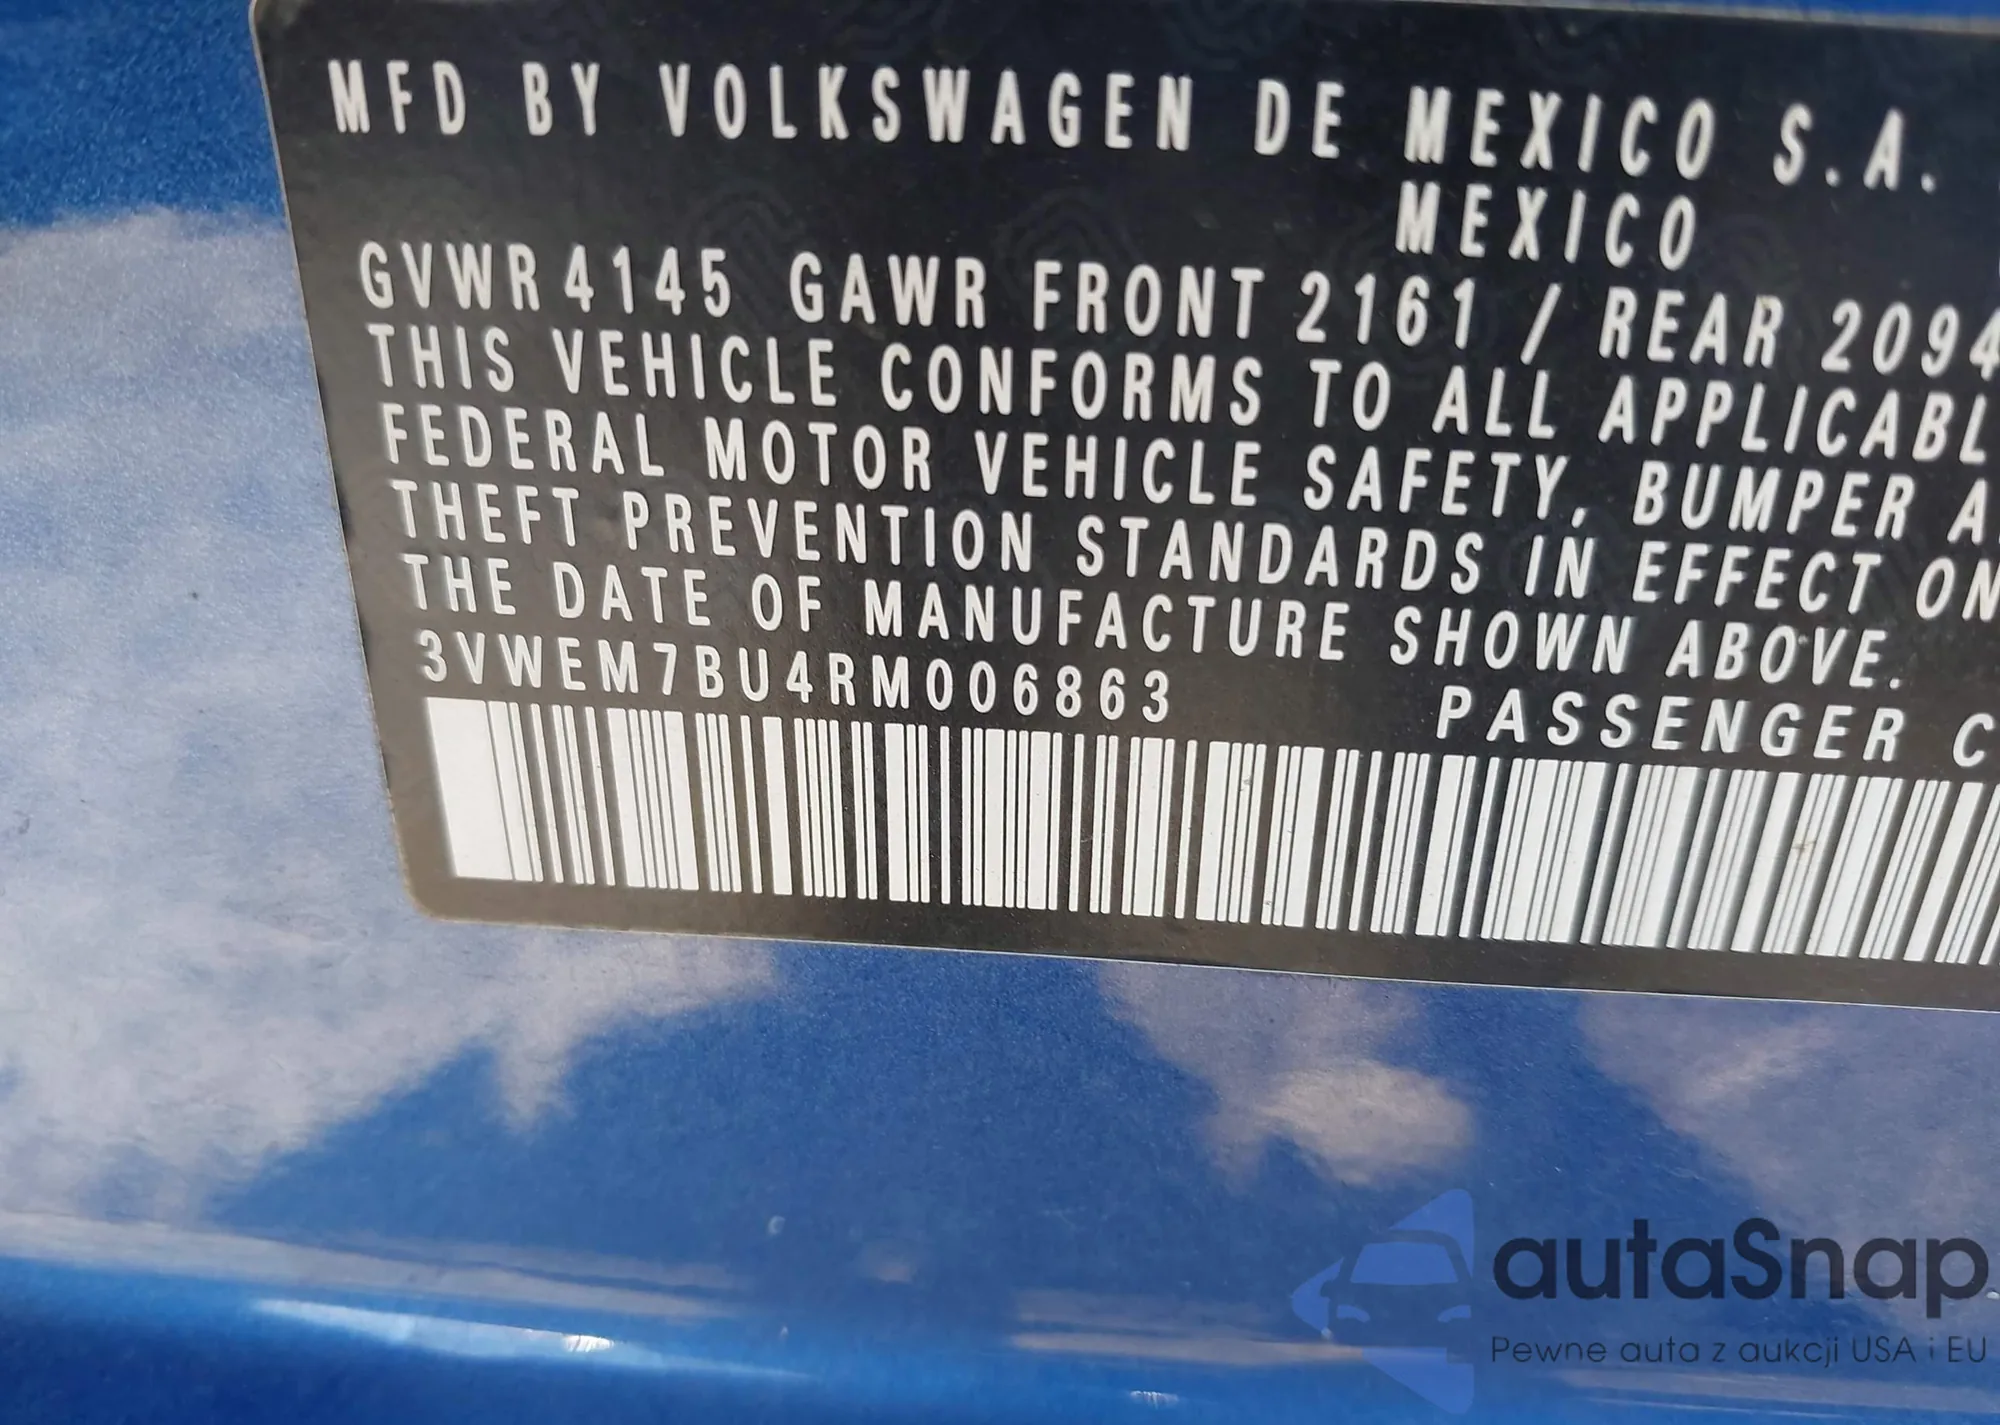 MFD BY VOLKSWAGEN DE MEXICO S.A.
MEXICO
GVWR 4145 GAWR FRONT 2161 / REAR 2094
THIS VEHICLE CONFORMS TO ALL APPLICABL
FEDERAL MOTOR VEHICLE SAFETY, BUMPER A
THEFT PREVENTION STANDARDS IN EFFECT ON
THE DATE OF MANUFACTURE SHOWN ABOVE.
3VWEM7BU4RM006863
PASSENGER C
autaSnap
Pewne auta z aukcji USA i EU